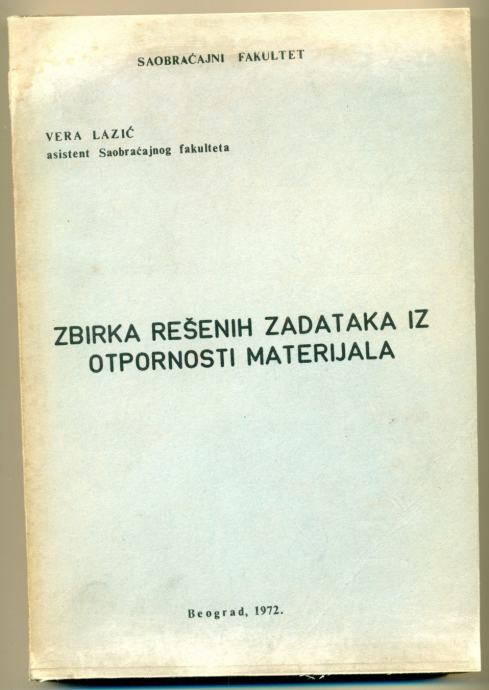 SAOBRAĆAJNI FAKULTET
VERA LAZIĆ
asistent Saobraćajnog fakulteta
ZBIRKA REŠENIH ZADATAKA IZ
OTPORNOSTI MATERIJALA
Beograd, 1972.